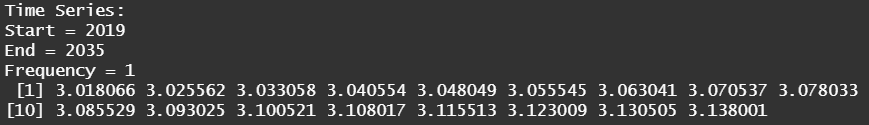 Time Series:
Start = 2019
End = 2035
Frequency = 1
[1] 3.018066 3.025562 3.033058 3.040554 3.048049 3.055545 3.063041 3.070537 3.078033
[10] 3.085529 3.093025 3.100521 3.108017 3.115513 3.123009 3.130505 3.138001